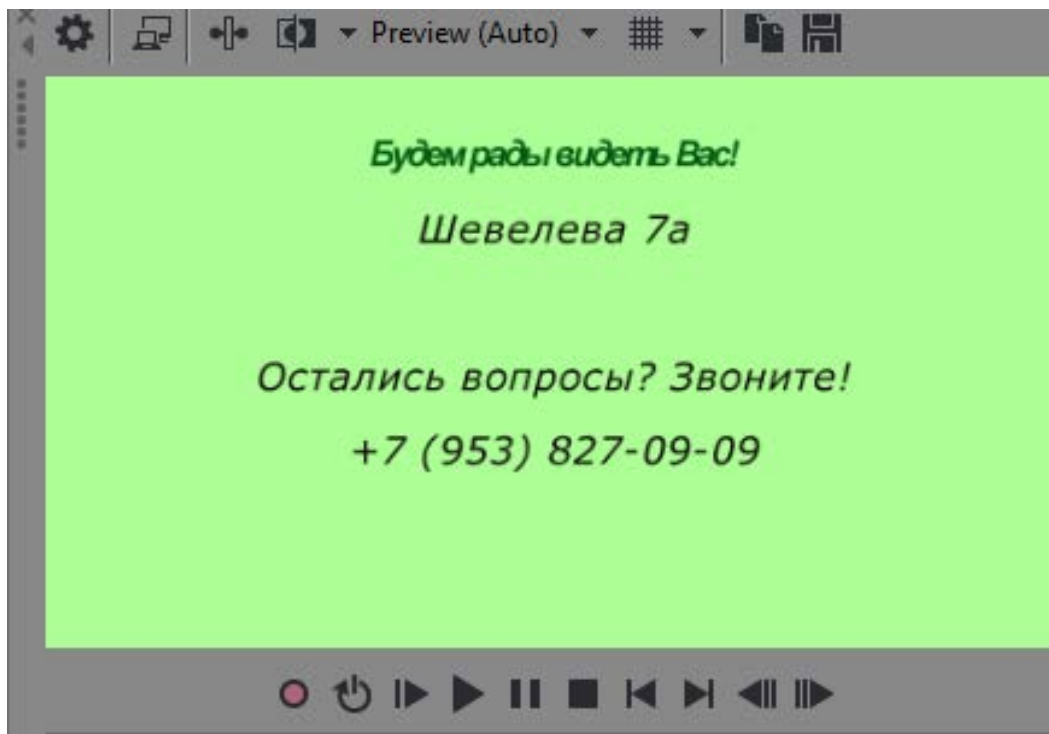 Preview (Auto)
Будем рады видеть Вас!
Шевелева 7а
Остались вопросы? Звоните!
+7 (953) 827-09-09